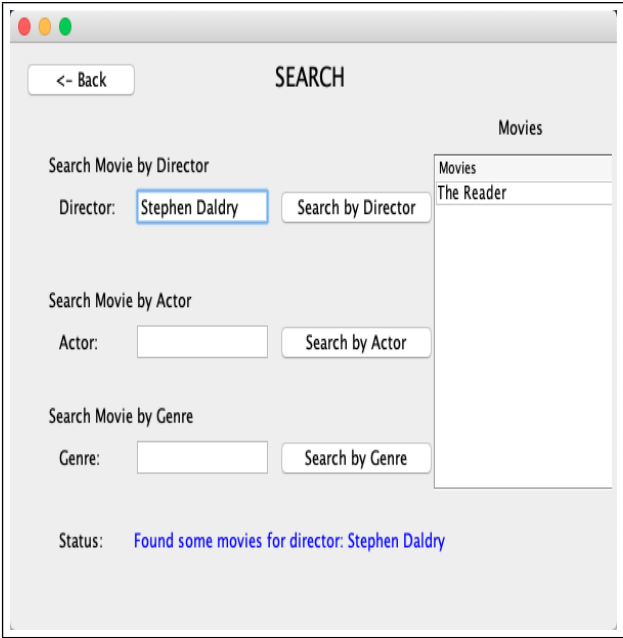 <- Back
SEARCH
Movies
Search Movie by Director
Movies
Director: Stephen Daldry Search by Director
The Reader
Search Movie by Actor
Actor: Search by Actor
Search Movie by Genre
Genre: Search by Genre
Status: Found some movies for director: Stephen Daldry